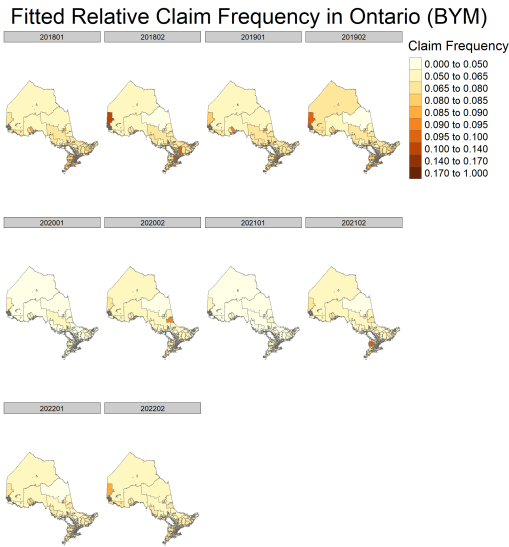 Fitted Relative Claim Frequency in Ontario (BYM)
201801
201802
201901
201902
Claim Frequency
0.000 to 0.050
0.050 to 0.065
0.065 to 0.080
0.080 to 0.085
0.085 to 0.090
0.090 to 0.095
0.095 to 0.100
0.100 to 0.140
0.140 to 0.170
0.170 to 1.000
202001
202002
202101
202102
202201
202202